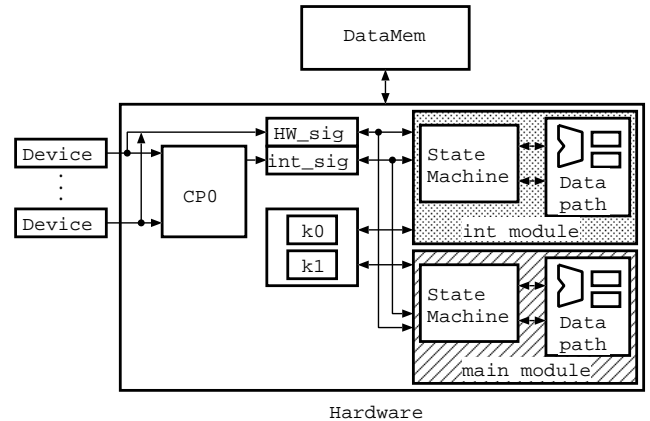 DataMem
HW_sig
int_sig
Device
.
.
.
Device
CP0
k0
k1
State
Machine
Data
path
int module
State
Machine
Data
path
main module
Hardware